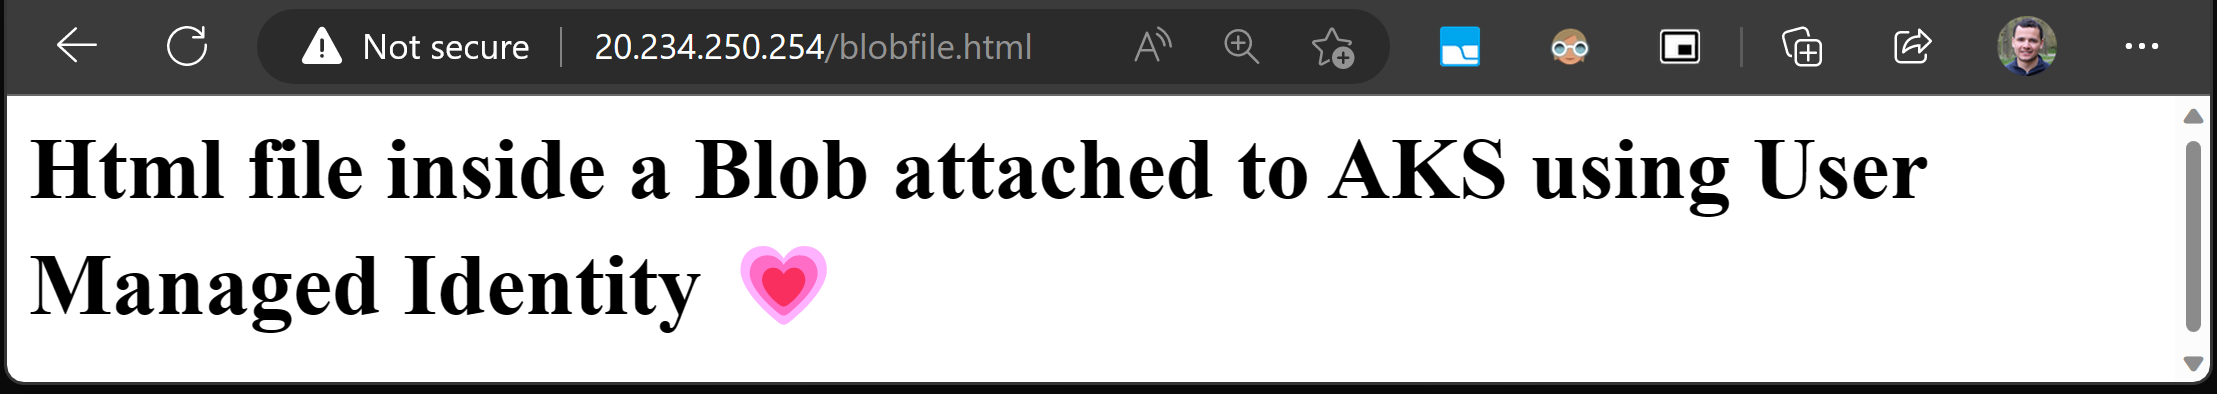 Not secure 20.234.250.254/blobfile.html
Html file inside a Blob attached to AKS using User
Managed Identity 💗